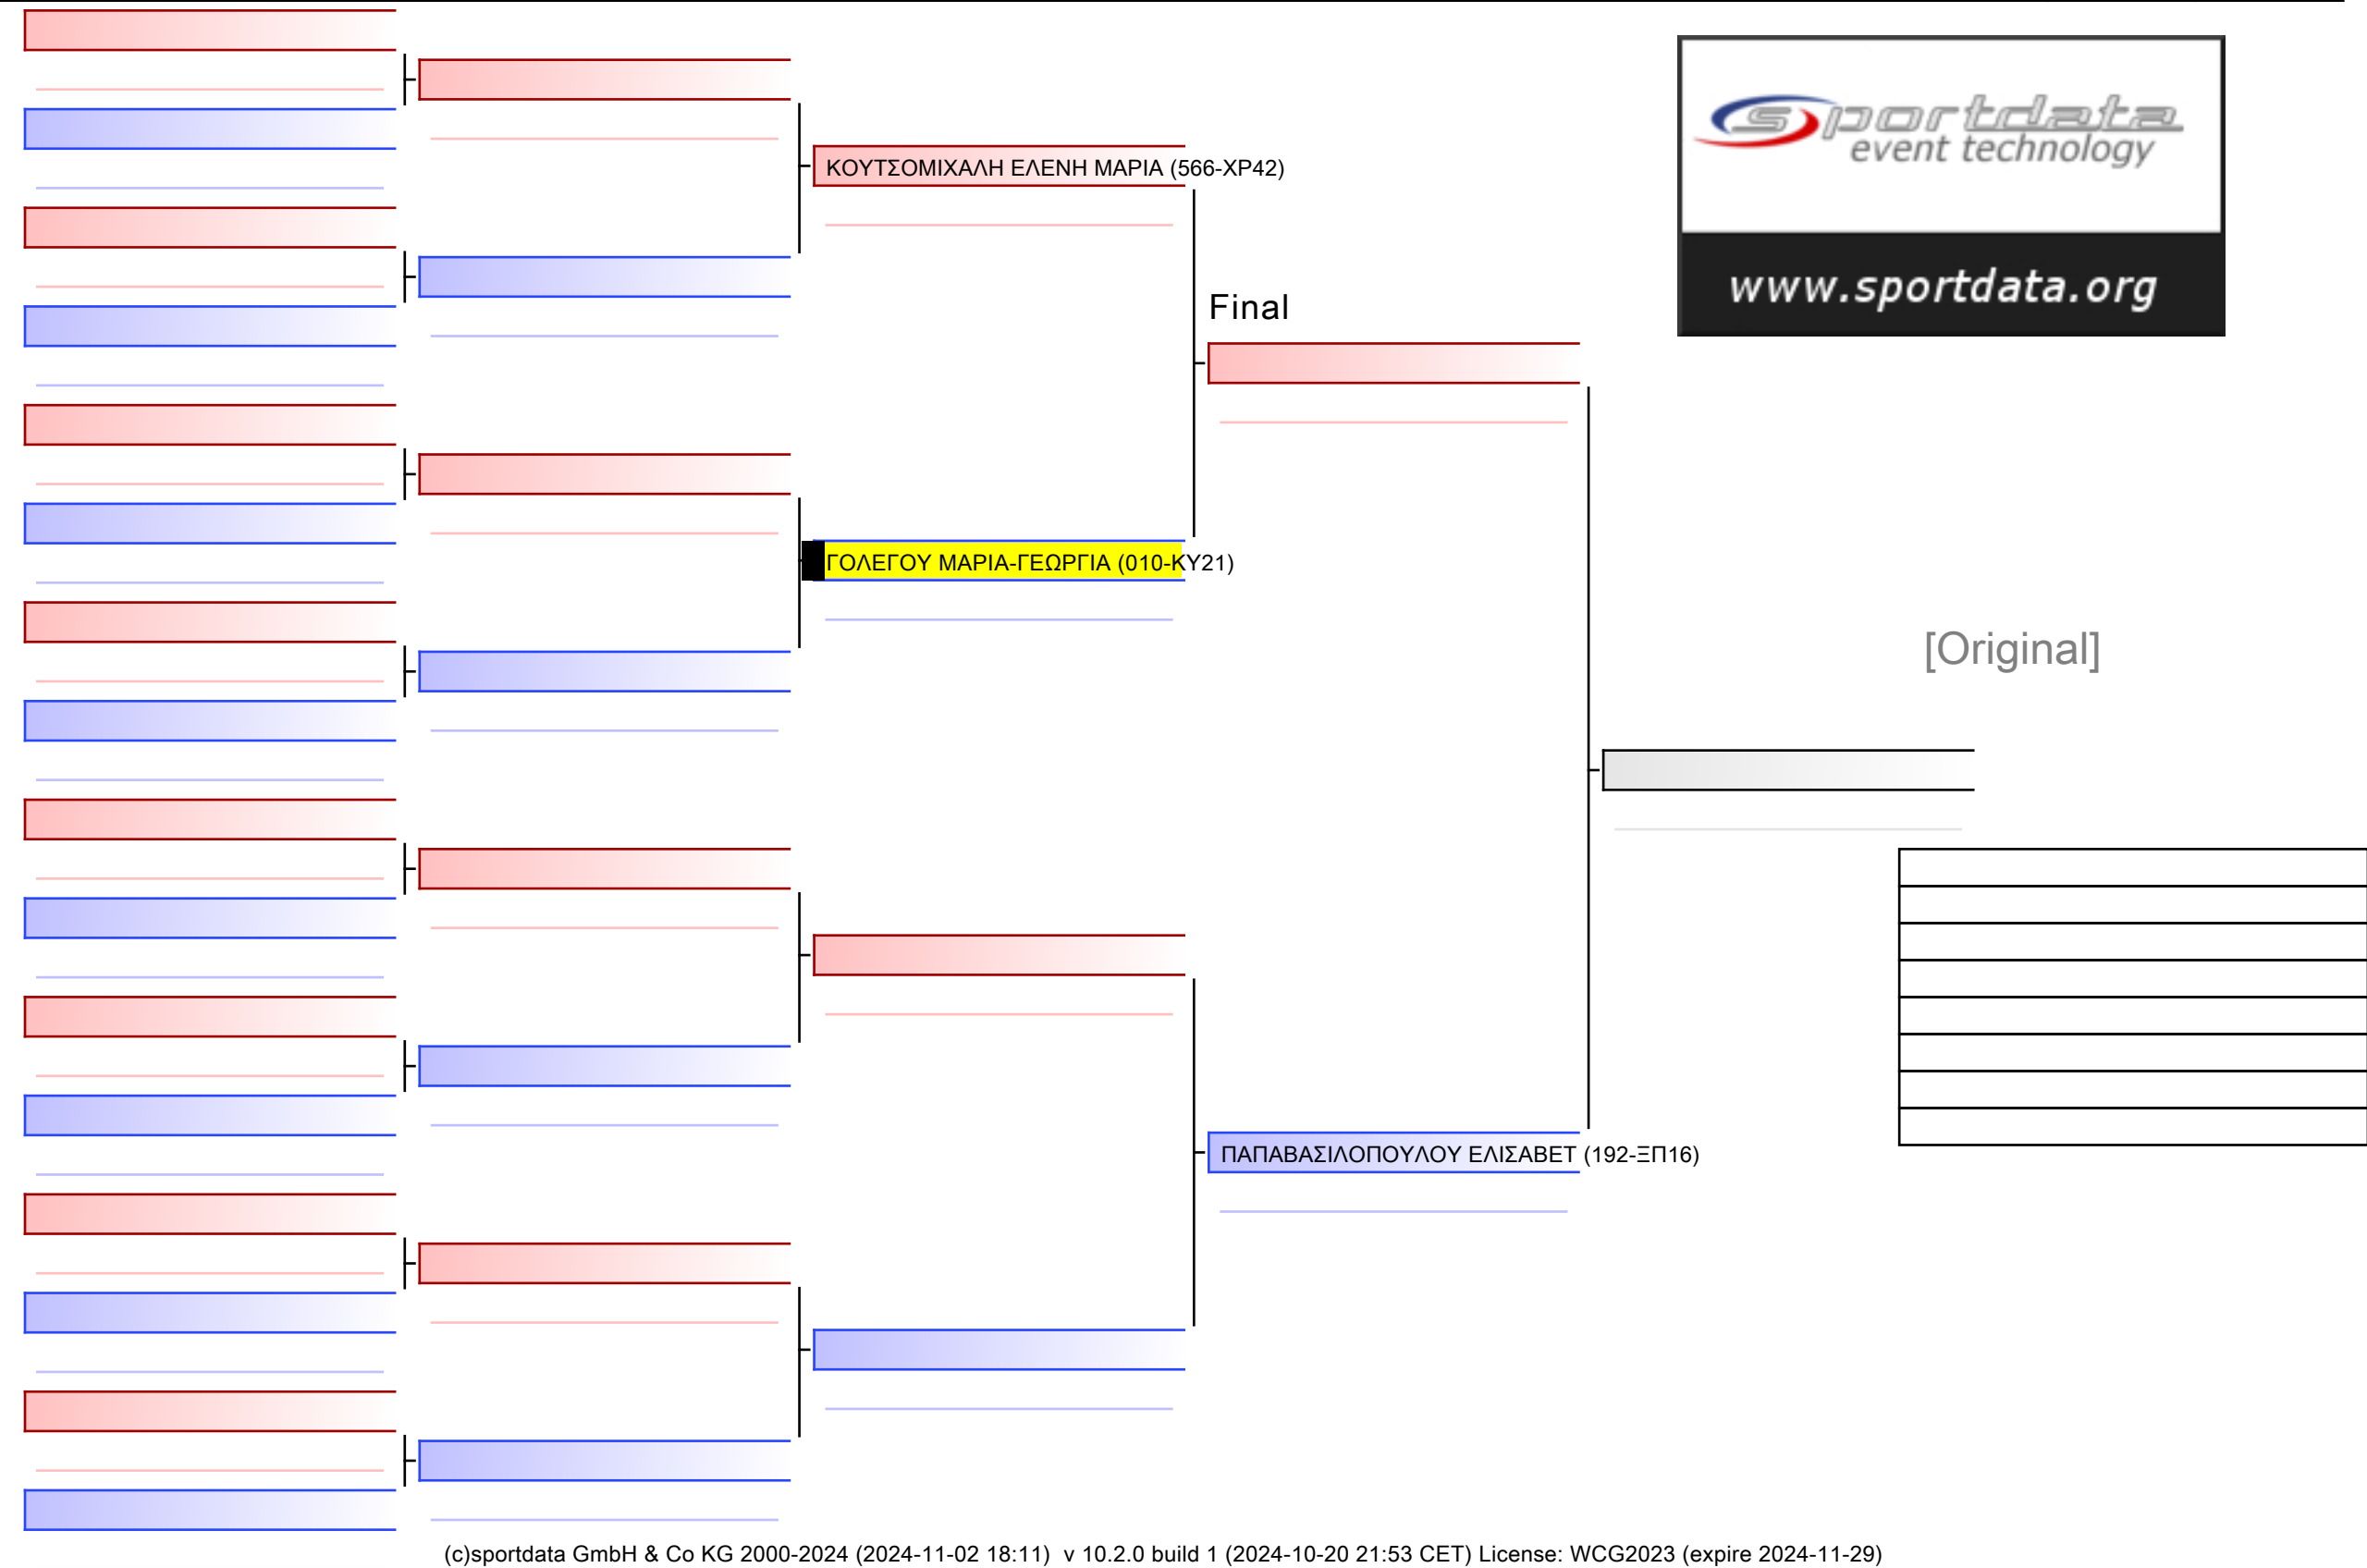 sportdata
event technology
www.sportdata.org
ΚΟΥΤΣΟΜΙΧΑΛΗ ΕΛΕΝΗ ΜΑΡΙΑ (566-ΧΡ42)
Final
ΓΟΛΕΓΟΥ ΜΑΡΙΑ-ΓΕΩΡΓΙΑ (010-ΚΥ21)
[Original]
ΠΑΠΑΒΑΣΙΛΟΠΟΥΛΟΥ ΕΛΙΣΑΒΕΤ (192-ΞΠ16)
(c)sportdata GmbH & Co KG 2000-2024 (2024-11-02 18:11) v 10.2.0 build 1 (2024-10-20 21:53 CET) License: WCG2023 (expire 2024-11-29)